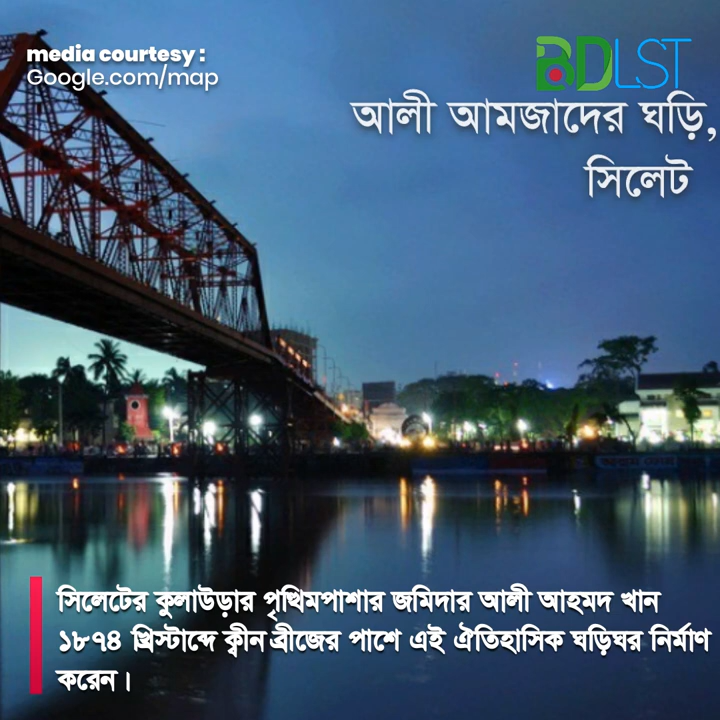 media courtesy :
Google.com/map
BDLST
আলী আমজাদের ঘড়ি,
সিলেট
সিলেটের কুলাউড়ার পৃত্থিমপাশার জমিদার আলী আহমদ খান
১৮৭৪ খ্রিস্টাব্দে ক্বীন ব্রীজের পাশে এই ঐতিহাসিক ঘড়িঘর নির্মাণ
করেন।